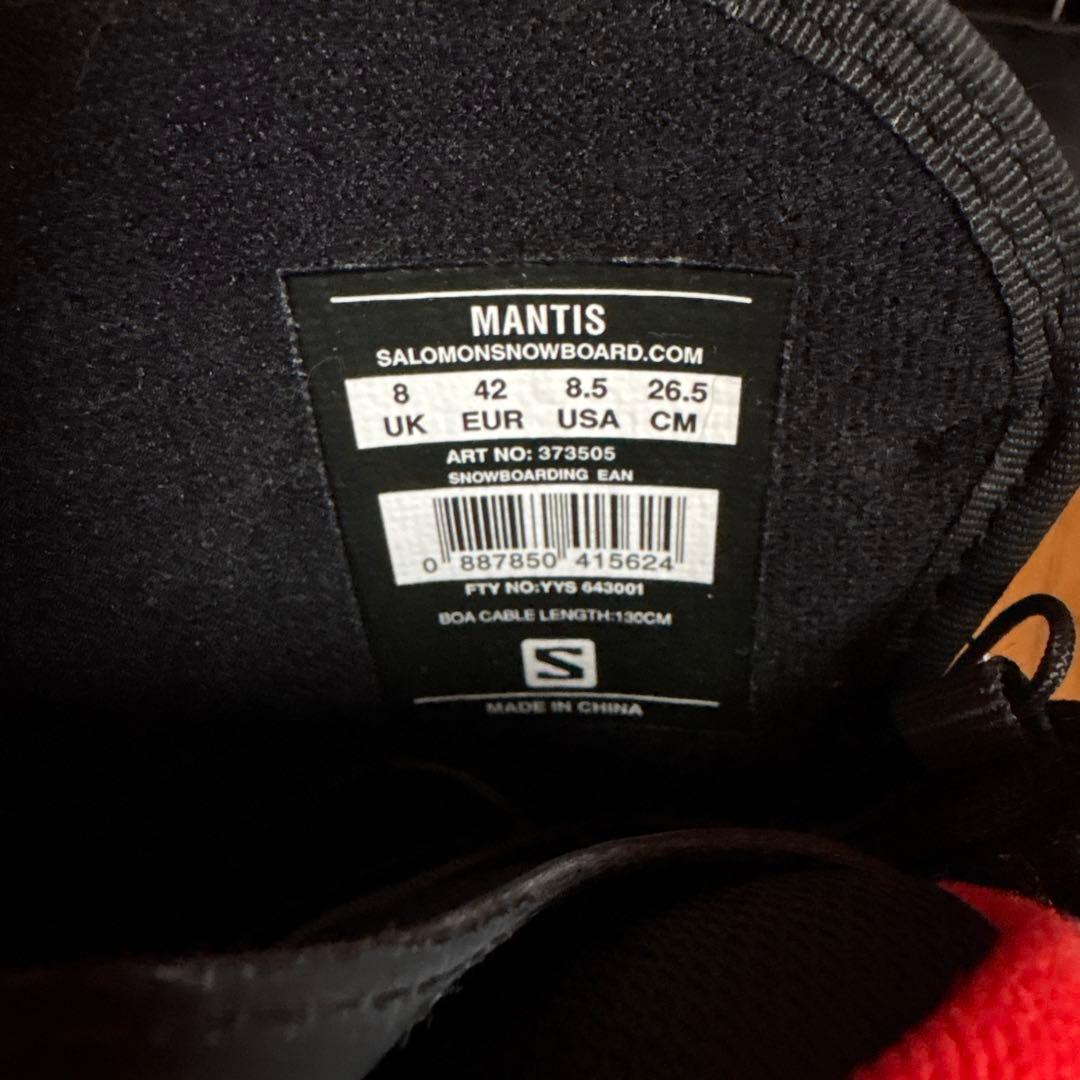 MANTIS
SALOMONSNOWBOARD.COM
8 42 8.5 26.5
UK EUR USA CM
ART NO: 373505
SNOWBOARDING EAN
0 887850 415624
FTY NO:YYS 643001
BOA CABLE LENGTH:130CM
S
MADE IN CHINA